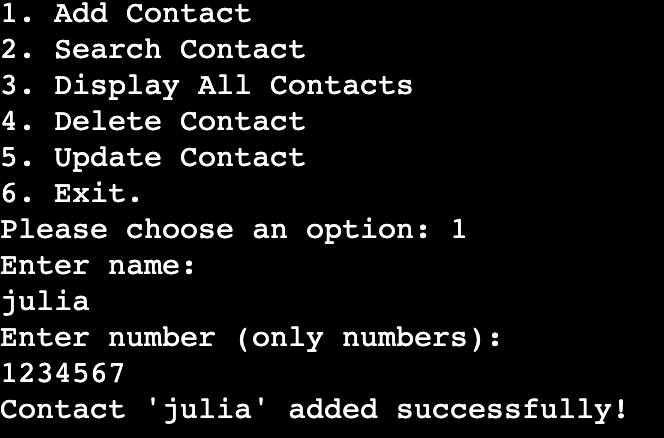 1. Add Contact
2. Search Contact
3. Display All Contacts
4. Delete Contact
5. Update Contact
6. Exit.
Please choose an option: 1
Enter name:
julia
Enter number (only numbers):
1234567
Contact 'julia' added successfully!